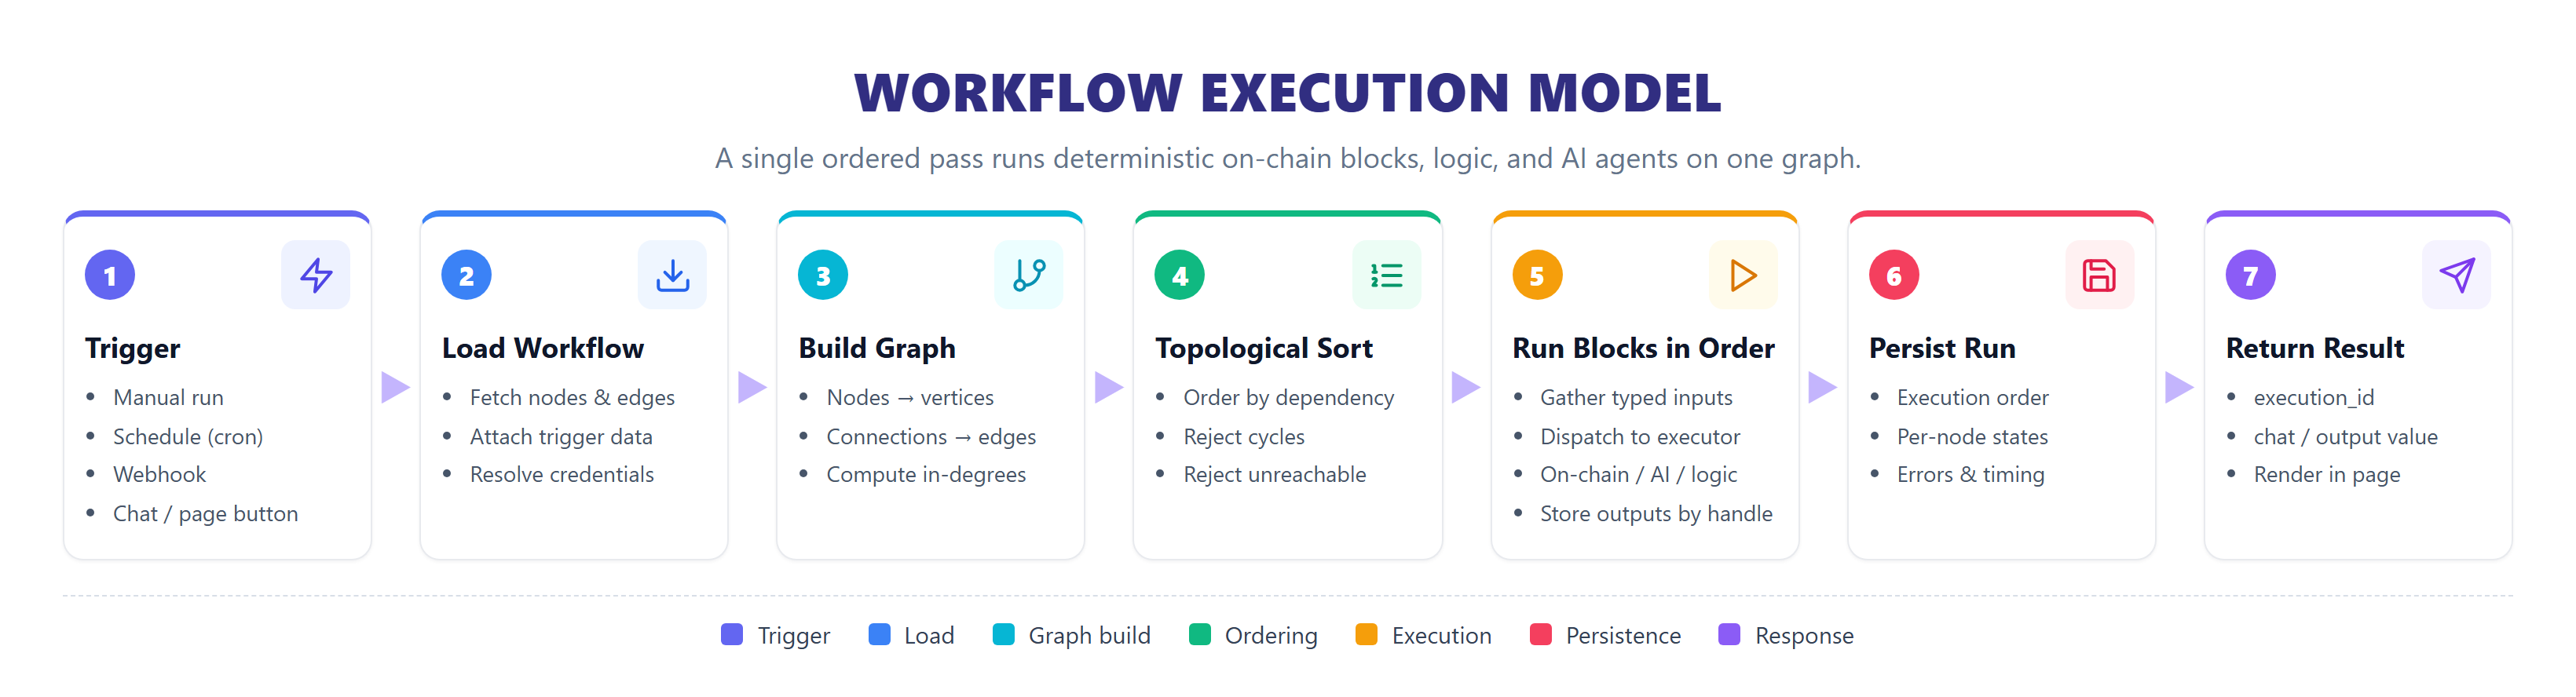 WORKFLOW EXECUTION MODEL
A single ordered pass runs deterministic on-chain blocks, logic, and AI agents on one graph.
1
Trigger
• Manual run
• Schedule (cron)
• Webhook
• Chat / page button
2
Load Workflow
• Fetch nodes & edges
• Attach trigger data
• Resolve credentials
3
Build Graph
• Nodes → vertices
• Connections → edges
• Compute in-degrees
4
Topological Sort
• Order by dependency
• Reject cycles
• Reject unreachable
5
Run Blocks in Order
• Gather typed inputs
• Dispatch to executor
• On-chain / AI / logic
• Store outputs by handle
6
Persist Run
• Execution order
• Per-node states
• Errors & timing
7
Return Result
• execution_id
• chat / output value
• Render in page
Trigger
Load
Graph build
Ordering
Execution
Persistence
Response